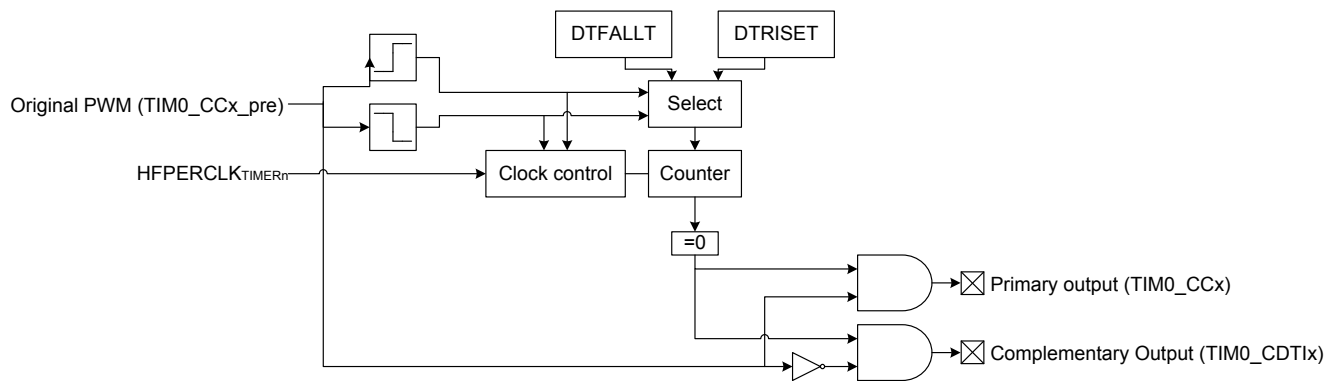 DTFALLT DTRISET
Original PWM (TIM0_CCx_pre) Select
HFPERCLKTIMERn Clock control Counter
=0
Primary output (TIM0_CCx)
Complementary Output (TIM0_CDTIx)